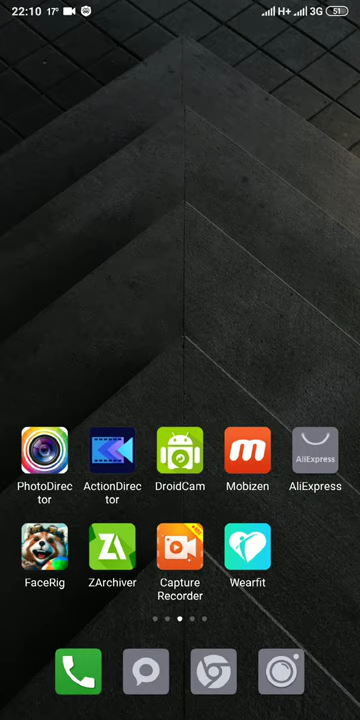 22:10 17° H+ 3G 51
PhotoDirec
tor
ActionDirec
tor
DroidCam
Mobizen
AliExpress
AliExpress
FaceRig
ZArchiver
Capture
Recorder
Wearfit